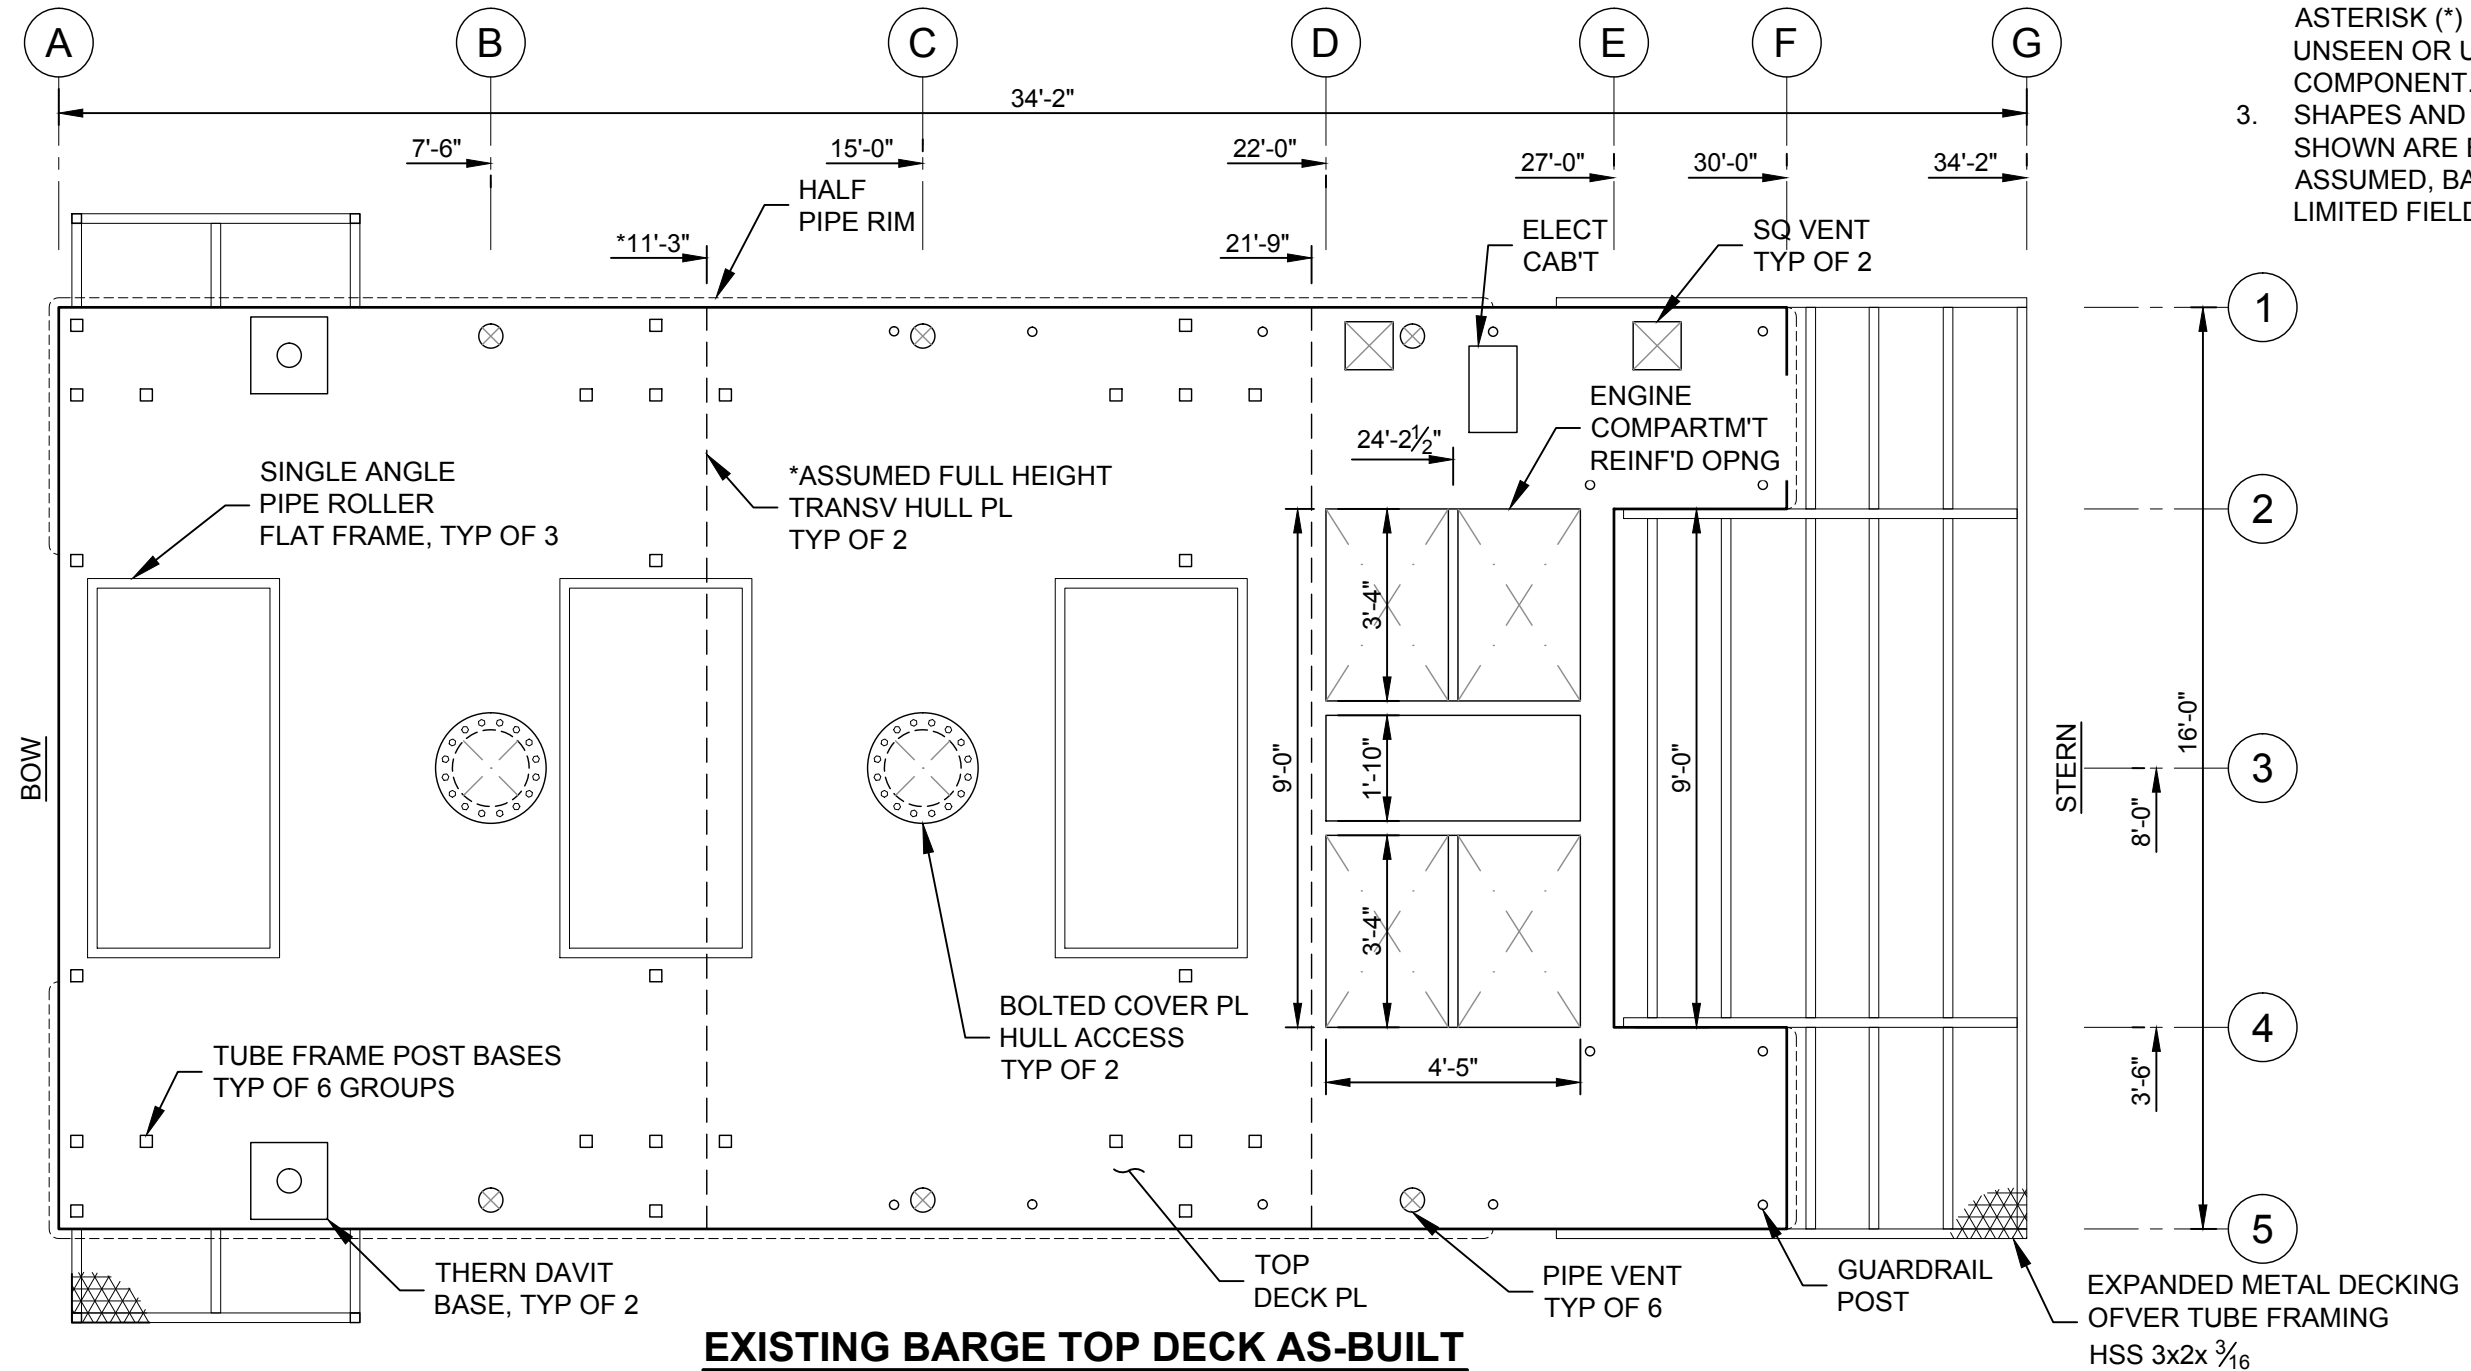 A
B
C
D
E
F
G
34'-2"
7'-6"
15'-0"
22'-0"
27'-0"
30'-0"
34'-2"
*11'-3"
21'-9"
HALF
PIPE RIM
ELECT
CAB'T
SQ VENT
TYP OF 2
ASTERISK (*)
UNSEEN OR U
COMPONENT.
3. SHAPES AND
SHOWN ARE E
ASSUMED, BA
LIMITED FIELD
1
2
3
4
5
ENGINE
COMPARTM'T
REINF'D OPNG
24'-2½"
SINGLE ANGLE
PIPE ROLLER
FLAT FRAME, TYP OF 3
*ASSUMED FULL HEIGHT
TRANSV HULL PL
TYP OF 2
BOW
9'-0"
3'-4"
1'-10"
3'-4"
4'-5"
9'-0"
STERN
16'-0"
8'-0"
3'-6"
BOLTED COVER PL
HULL ACCESS
TYP OF 2
TUBE FRAME POST BASES
TYP OF 6 GROUPS
THERN DAVIT
BASE, TYP OF 2
TOP
DECK PL
PIPE VENT
TYP OF 6
GUARDRAIL
POST
EXPANDED METAL DECKING
OFVER TUBE FRAMING
HSS 3x2x 3⁄16
EXISTING BARGE TOP DECK AS-BUILT